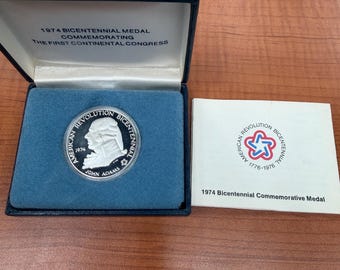 1974 BICENTENNIAL MEDAL
COMMEMORATING
THE FIRST CONTINENTAL CONGRESS
AMERICAN REVOLUTION BICENTENNIAL
1974
JOHN ADAMS
AMERICAN REVOLUTION BICENTENNIAL
1776-1976
1974 Bicentennial Commemorative Medal